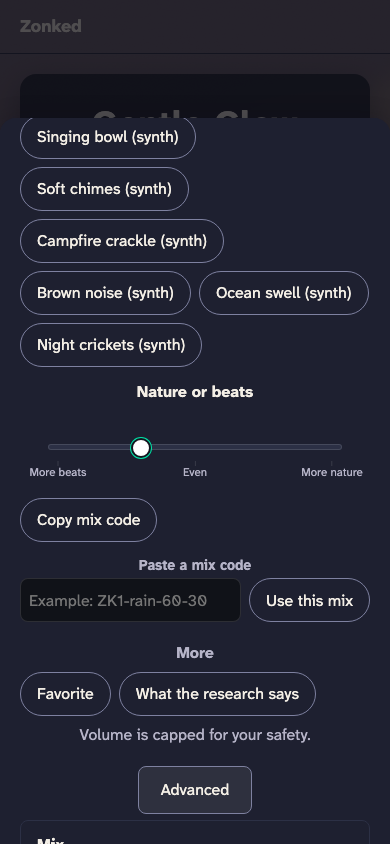 Zonked
Singing bowl (synth)
Soft chimes (synth)
Campfire crackle (synth)
Brown noise (synth) Ocean swell (synth)
Night crickets (synth)
Nature or beats
More beats Even More nature
Copy mix code
Paste a mix code
Example: ZK1-rain-60-30 Use this mix
More
Favorite What the research says
Volume is capped for your safety.
Advanced